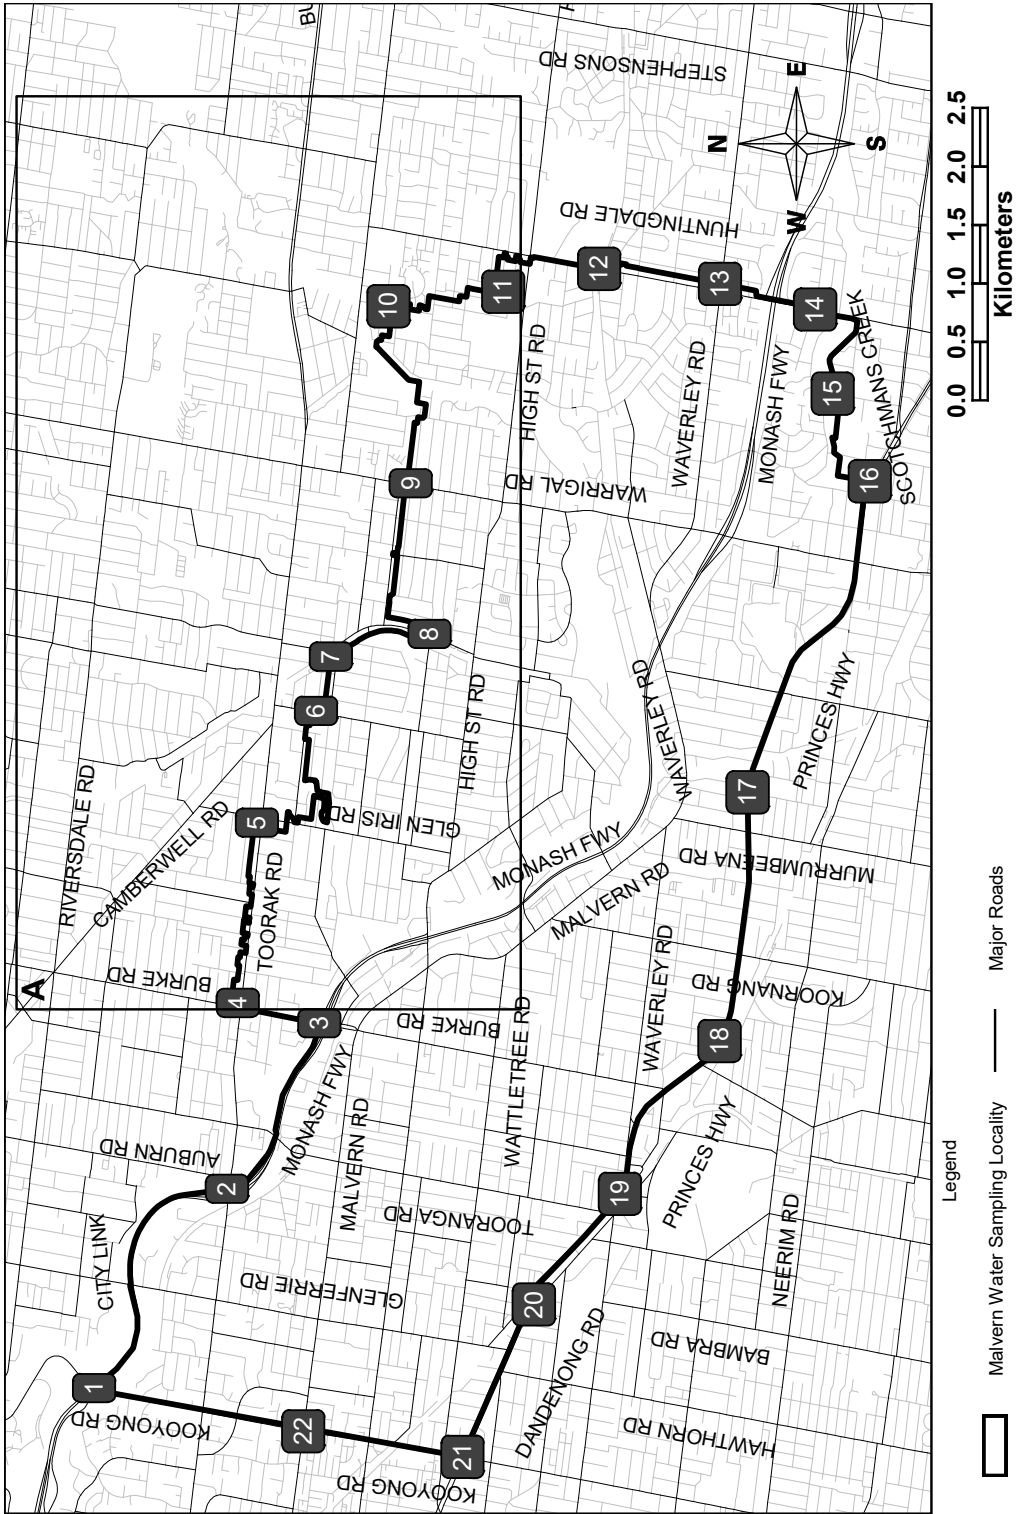 A
RIVERSDALE RD
CAMBERWELL RD
BURKE RD
TOORAK RD
GLEN IRIS RD
HIGH ST RD
HIGH ST RD
WARRIGAL RD
STEPHENSONS RD
HUNTINGDALE RD
WAVERLEY RD
MONASH FWY
SCOTCHMANS CREEK
N
E
S
W
CITY LINK
AUBURN RD
MONASH FWY
MALVERN RD
BURKE RD
WATTLETREE RD
TOORANGA RD
GLENFERRIE RD
KOOYONG RD
KOOYONG RD
MONASH FWY
MALVERN RD
WAVERLEY RD
WAVERLEY RD
MURRUMBEENA RD
KOORNANG RD
PRINCES HWY
PRINCES HWY
NEERIM RD
DANDENONG RD
BAMBRA RD
HAWTHORN RD
1
2
3
4
5
6
7
8
9
10
11
12
13
14
15
16
17
18
19
20
21
22
0.0 0.5 1.0 1.5 2.0 2.5
Kilometers
Legend
Malvern Water Sampling Locality
Major Roads